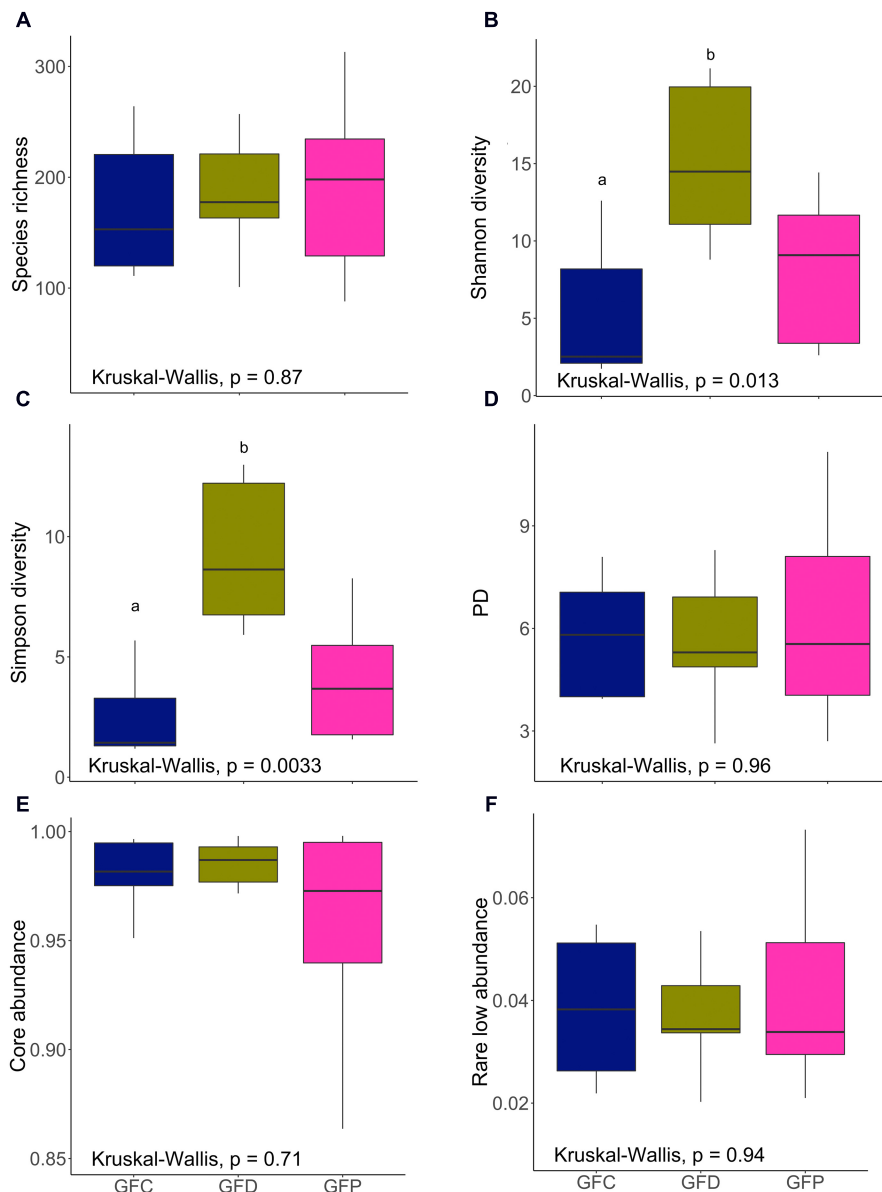 A
Species richness
300
200
100
Kruskal-Wallis, p = 0.87
B
Shannon diversity
20
15
10
5
0
a
b
Kruskal-Wallis, p = 0.013
C
Simpson diversity
10
5
0
a
b
Kruskal-Wallis, p = 0.0033
D
PD
9
6
3
Kruskal-Wallis, p = 0.96
E
Core abundance
1.00
0.95
0.90
0.85
Kruskal-Wallis, p = 0.71
GFC GFD GFP
F
Rare low abundance
0.06
0.04
0.02
Kruskal-Wallis, p = 0.94
GFC GFD GFP